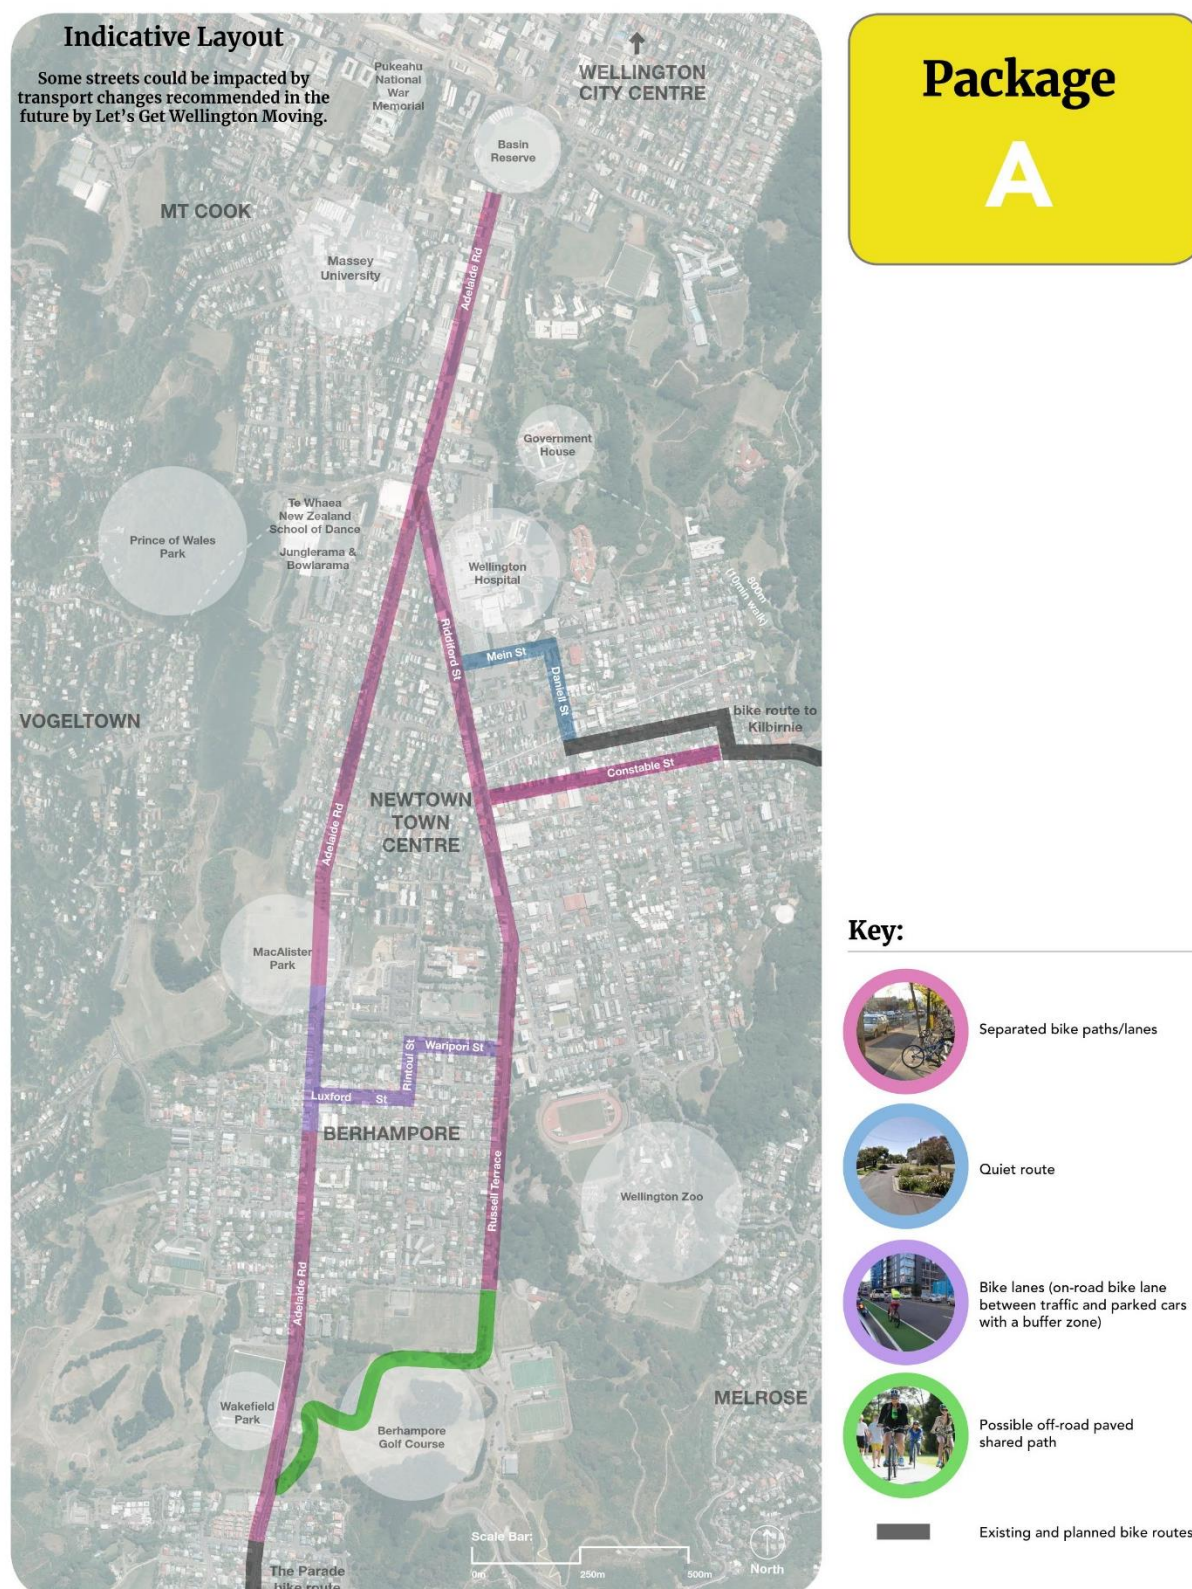 Indicative Layout
Some streets could be impacted by
transport changes recommended in the
future by Let's Get Wellington Moving.
Package
A
Pukeahu
National
War
Memorial
WELLINGTON
CITY CENTRE
Basin
Reserve
MT COOK
Massey
University
Adelaide Rd
Government
House
Te Whaea
New Zealand
School of Dance
Junglerama &
Bowlarama
Prince of Wales
Park
Wellington
Hospital
800m
(10min walk)
Riddiford St
Mein St
Daniell St
VOGELTOWN
bike route to
Kilbirnie
Constable St
NEWTOWN
TOWN
CENTRE
Adelaide Rd
MacAlister
Park
Rintoul St
Waripori St
Luxford St
BERHAMPORE
Russell Terrace
Wellington Zoo
Adelaide Rd
Wakefield
Park
Berhampore
Golf Course
MELROSE
Scale Bar:
0m 250m 500m
North
The Parade
bike route
Key:
Separated bike paths/lanes
Quiet route
Bike lanes (on-road bike lane
between traffic and parked cars
with a buffer zone)
Possible off-road paved
shared path
Existing and planned bike routes